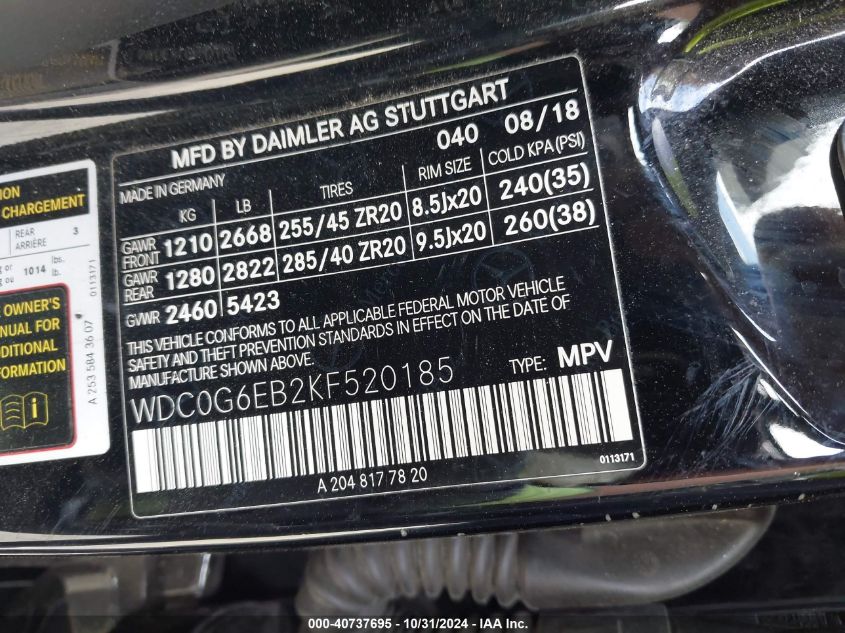 MFD BY DAIMLER AG STUTTGART
MADE IN GERMANY 040 08/18
KG LB TIRES RIM SIZE COLD KPA(PSI)
GAWR FRONT 1210 2668 255/45 ZR20 8.5Jx20 240(35)
GAWR REAR 1280 2822 285/40 ZR20 9.5Jx20 260(38)
GVWR 2460 5423
THIS VEHICLE CONFORMS TO ALL APPLICABLE FEDERAL MOTOR VEHICLE
SAFETY AND THEFT PREVENTION STANDARDS IN EFFECT ON THE DATE OF
MANUFACTURE SHOWN ABOVE.
TYPE: MPV
WDC0G6EB2KF520185
0113171
A 204 817 78 20
CHARGEMENT
REAR 3
ARRIÈRE
or lbs.
ou 1014 lb.
0113171
OWNER'S
MANUAL FOR
ADDITIONAL
INFORMATION
A 253 584 36 07
000-40737695 - 10/31/2024 - IAA Inc.